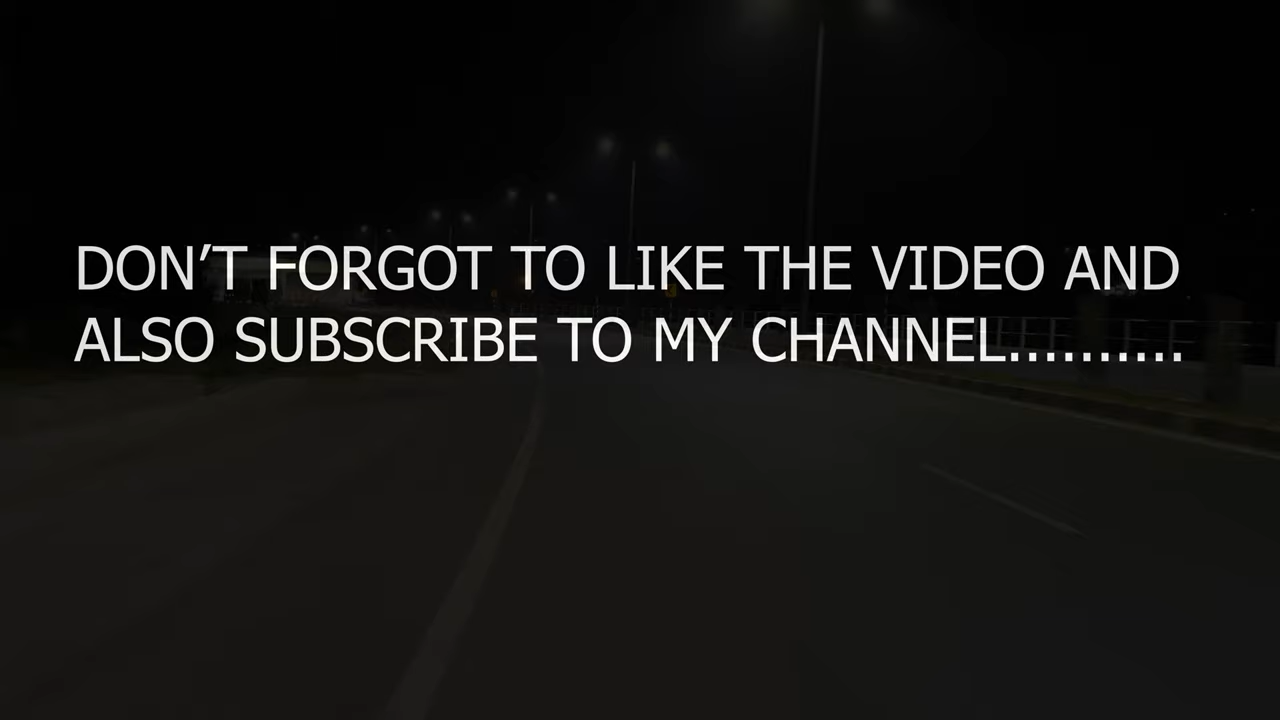 DON’T FORGOT TO LIKE THE VIDEO AND
ALSO SUBSCRIBE TO MY CHANNEL..........